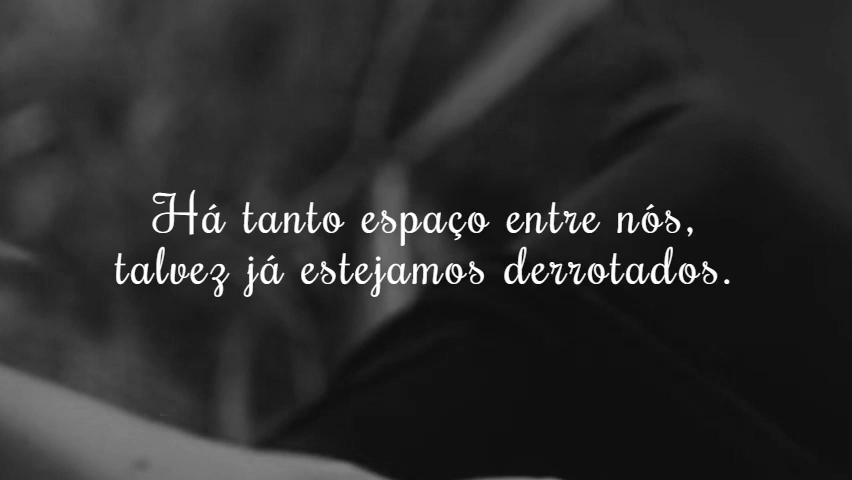 Há tanto espaço entre nós,
talvez já estejamos derrotados.